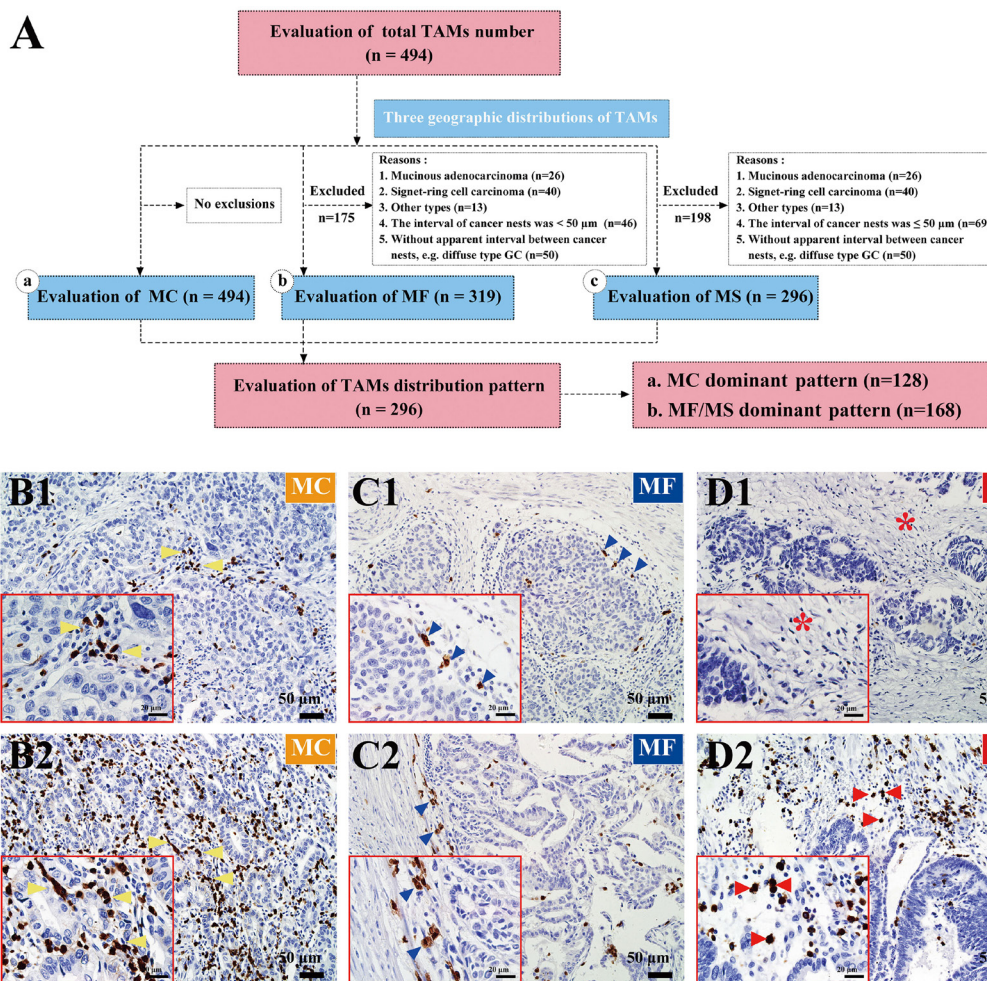 A
Evaluation of total TAMs number
(n = 494)
Three geographic distributions of TAMs
No exclusions
Excluded
n=175
Reasons :
1. Mucinous adenocarcinoma (n=26)
2. Signet-ring cell carcinoma (n=40)
3. Other types (n=13)
4. The interval of cancer nests was < 50 μm (n=46)
5. Without apparent interval between cancer
nests, e.g. diffuse type GC (n=50)
Excluded
n=198
Reasons :
1. Mucinous adenocarcinoma (n=26)
2. Signet-ring cell carcinoma (n=40)
3. Other types (n=13)
4. The interval of cancer nests was ≤ 50 μm (n=69
5. Without apparent interval between cancer
nests, e.g. diffuse type GC (n=50)
a
Evaluation of MC (n = 494)
b
Evaluation of MF (n = 319)
c
Evaluation of MS (n = 296)
Evaluation of TAMs distribution pattern
(n = 296)
a. MC dominant pattern (n=128)
b. MF/MS dominant pattern (n=168)
B1
MC
20 μm
50 μm
C1
MF
20 μm
50 μm
D1
*
*
20 μm
50
B2
MC
50 μm
C2
MF
20 μm
50 μm
D2
20 μm
50